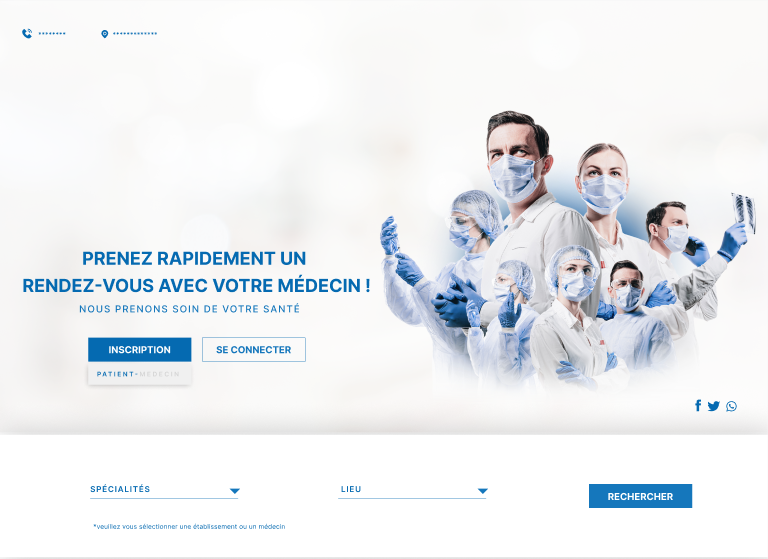 ********
*************
PRENEZ RAPIDEMENT UN
RENDEZ-VOUS AVEC VOTRE MÉDECIN !
NOUS PRENONS SOIN DE VOTRE SANTÉ
INSCRIPTION
SE CONNECTER
PATIENT-MEDECIN
SPÉCIALITÉS
LIEU
RECHERCHER
*veuillez vous sélectionner une établissement ou un médecin